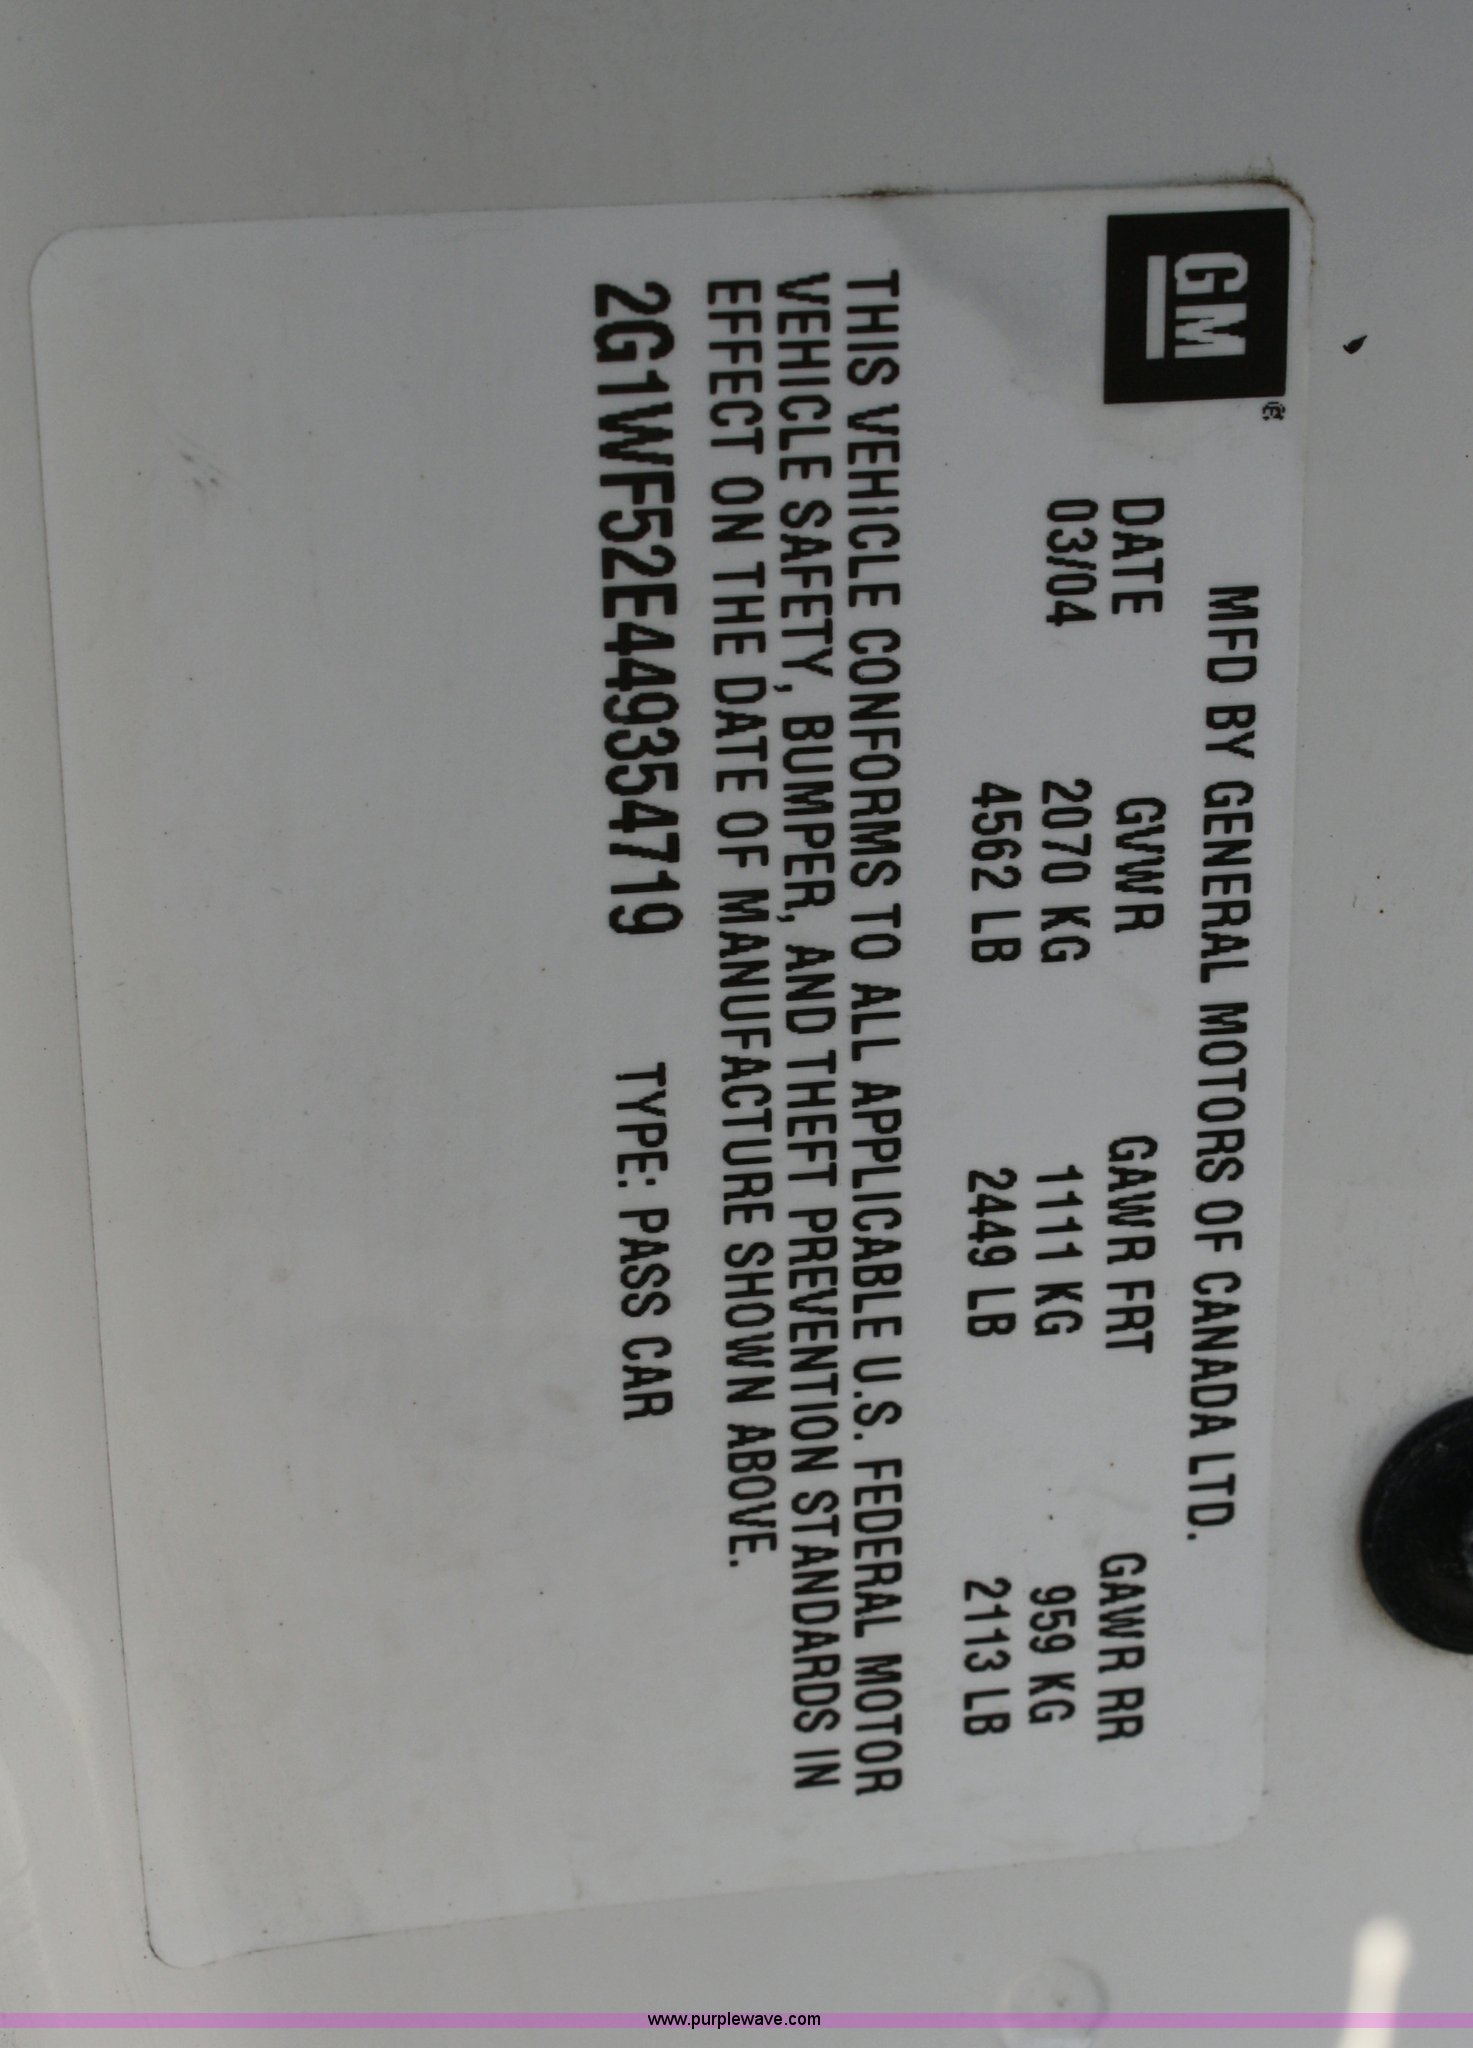 GM®
MFD BY GENERAL MOTORS OF CANADA LTD.
DATE GVWR GAWR FRT GAWR RR
03/04 2070 KG 1111 KG 959 KG
4562 LB 2449 LB 2113 LB
THIS VEHICLE CONFORMS TO ALL APPLICABLE U.S. FEDERAL MOTOR
VEHICLE SAFETY, BUMPER, AND THEFT PREVENTION STANDARDS IN
EFFECT ON THE DATE OF MANUFACTURE SHOWN ABOVE.
2G1WF52E449354719 TYPE: PASS CAR
www.purplewave.com